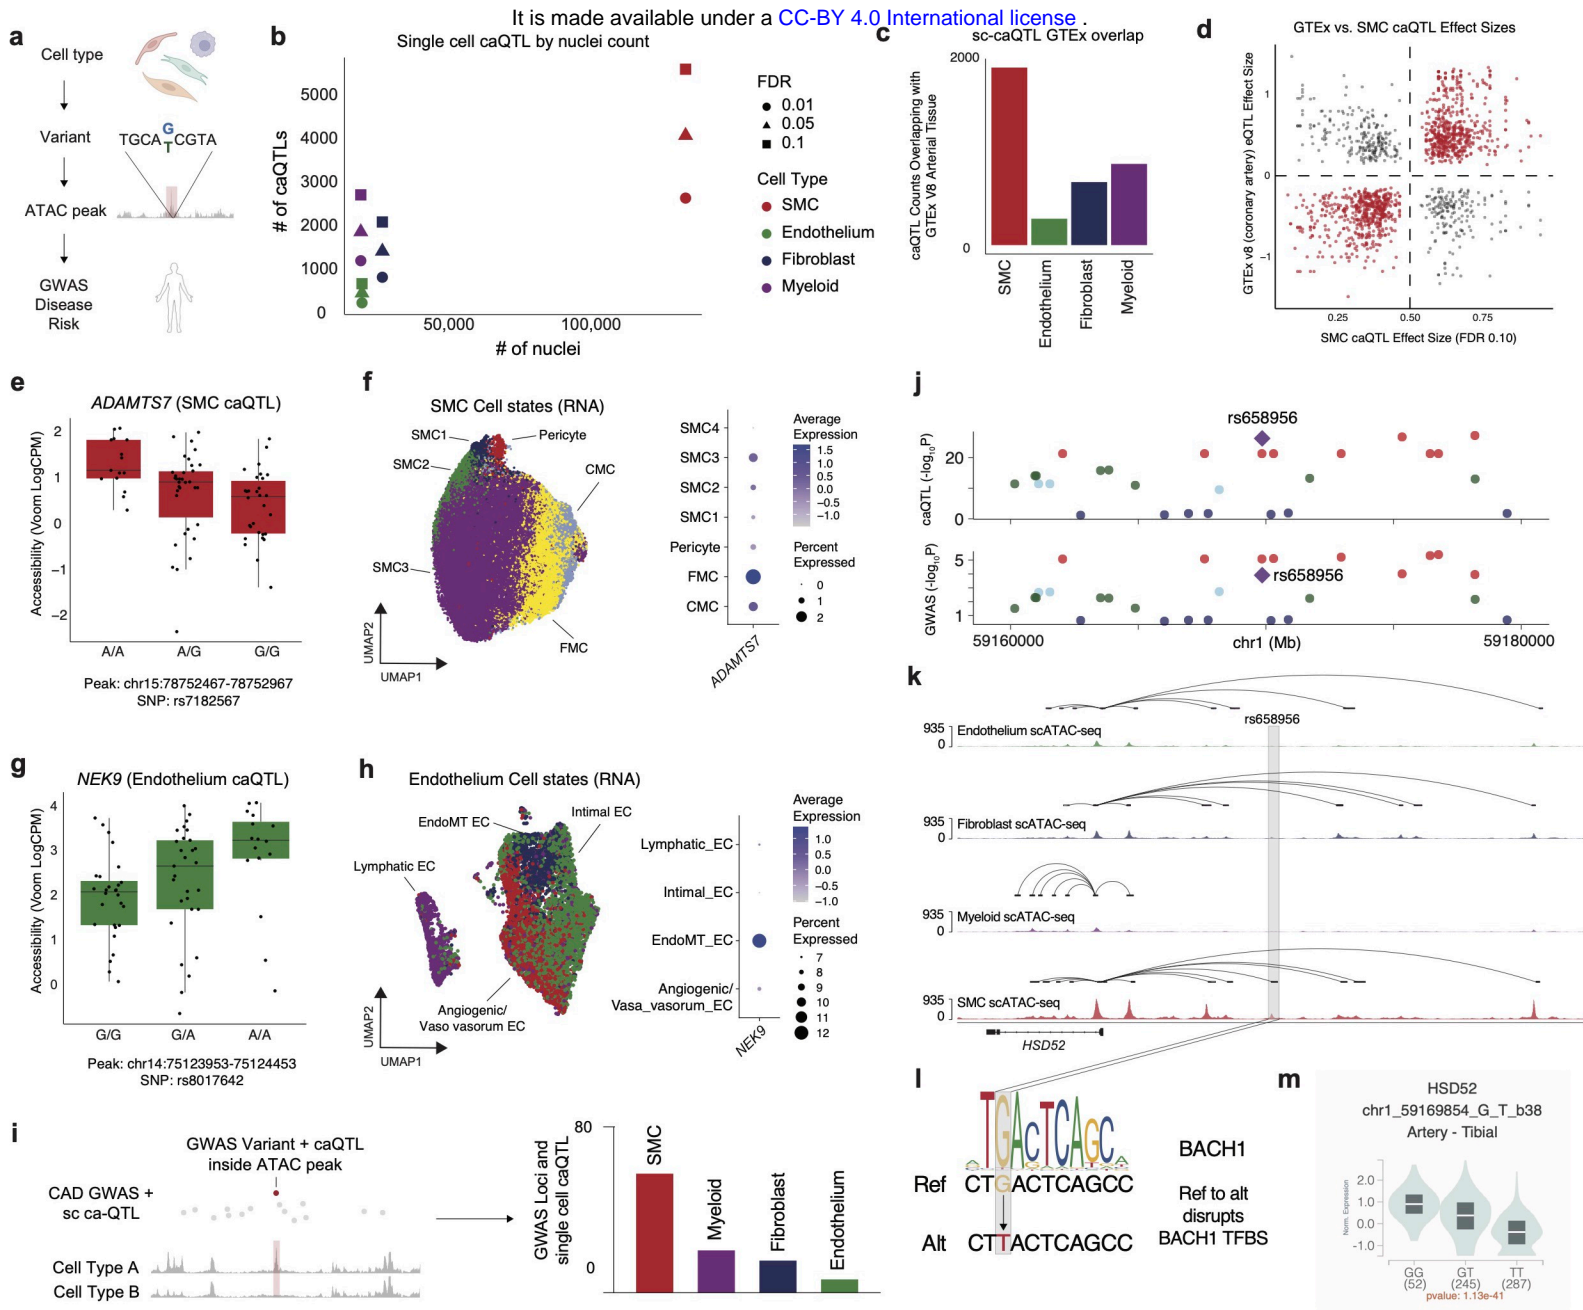 It is made available under a CC-BY 4.0 International license .
a
Cell type
Variant
G
TGCA CGTA
T
ATAC peak
GWAS
Disease
Risk
b
Single cell caQTL by nuclei count
# of caQTLs
5000
4000
3000
2000
1000
0
50,000
100,000
# of nuclei
FDR
0.01
0.05
0.1
Cell Type
SMC
Endothelium
Fibroblast
Myeloid
c
sc-caQTL GTEx overlap
caQTL Counts Overlapping with
GTEx V8 Arterial Tissue
2000
0
SMC
Endothelium
Fibroblast
Myeloid
d
GTEx vs. SMC caQTL Effect Sizes
GTEx v8 (coronary artery) eQTL Effect Size
1
0
−1
0.25
0.50
0.75
SMC caQTL Effect Size (FDR 0.10)
e
ADAMTS7 (SMC caQTL)
Accessibility (Voom LogCPM)
2
1
0
−1
−2
A/A
A/G
G/G
Peak: chr15:78752467-78752967
SNP: rs7182567
f
SMC Cell states (RNA)
SMC1
Pericyte
SMC2
CMC
SMC3
FMC
UMAP2
UMAP1
SMC4
SMC3
SMC2
SMC1
Pericyte
FMC
CMC
ADAMTS7
Average
Expression
1.5
1.0
0.5
0.0
−0.5
−1.0
Percent
Expressed
0
1
2
g
NEK9 (Endothelium caQTL)
Accessibility (Voom LogCPM)
4
3
2
1
0
G/G
G/A
A/A
Peak: chr14:75123953-75124453
SNP: rs8017642
h
Endothelium Cell states (RNA)
EndoMT EC
Intimal EC
Lymphatic EC
Angiogenic/
Vaso vasorum EC
UMAP2
UMAP1
Lymphatic_EC
Intimal_EC
EndoMT_EC
Angiogenic/
Vasa_vasorum_EC
NEK9
Average
Expression
1.0
0.5
0.0
−0.5
−1.0
Percent
Expressed
7
8
9
10
11
12
i
GWAS Variant + caQTL
inside ATAC peak
CAD GWAS +
sc ca-QTL
Cell Type A
Cell Type B
GWAS Loci and
single cell caQTL
80
0
SMC
Myeloid
Fibroblast
Endothelium
j
rs658956
caQTL (-log10P)
20
0
GWAS (-log10P)
5
1
rs658956
59160000
chr1 (Mb)
59180000
k
rs658956
935
0
Endothelium scATAC-seq
935
0
Fibroblast scATAC-seq
935
0
Myeloid scATAC-seq
935
0
SMC scATAC-seq
HSD52
l
TGACTCAGCA
Ref CTGACTCAGCC
Alt CTTACTCAGCC
BACH1
Ref to alt
disrupts
BACH1 TFBS
m
HSD52
chr1_59169854_G_T_b38
Artery - Tibial
Norm. Expression
2.0
1.0
0.0
-1.0
GG
(52)
GT
(245)
TT
(287)
pvalue: 1.13e-41